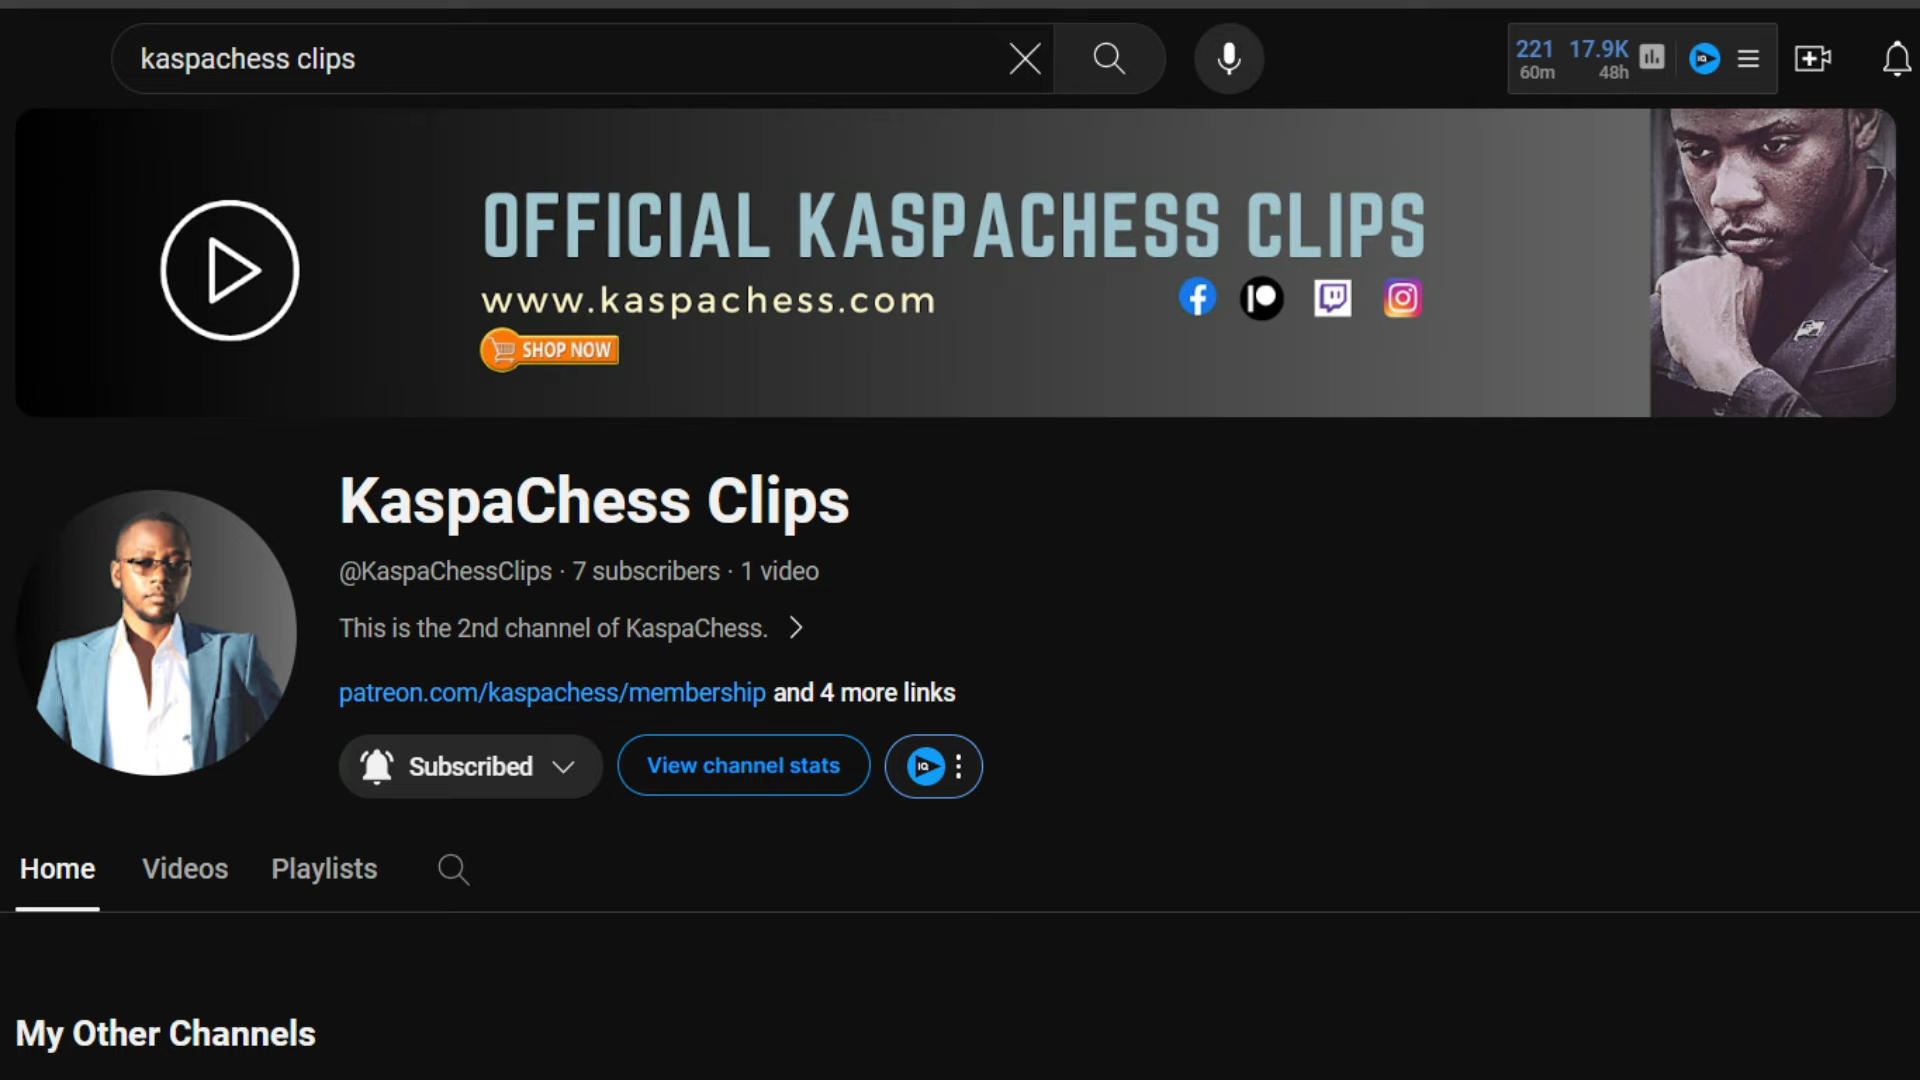 kaspachess clips
221 17.9K
60m 48h
OFFICIAL KASPACHESS CLIPS
www.kaspachess.com
SHOP NOW
KaspaChess Clips
@KaspaChessClips · 7 subscribers · 1 video
This is the 2nd channel of KaspaChess.
patreon.com/kaspachess/membership and 4 more links
Subscribed
View channel stats
IQ
Home Videos Playlists
My Other Channels